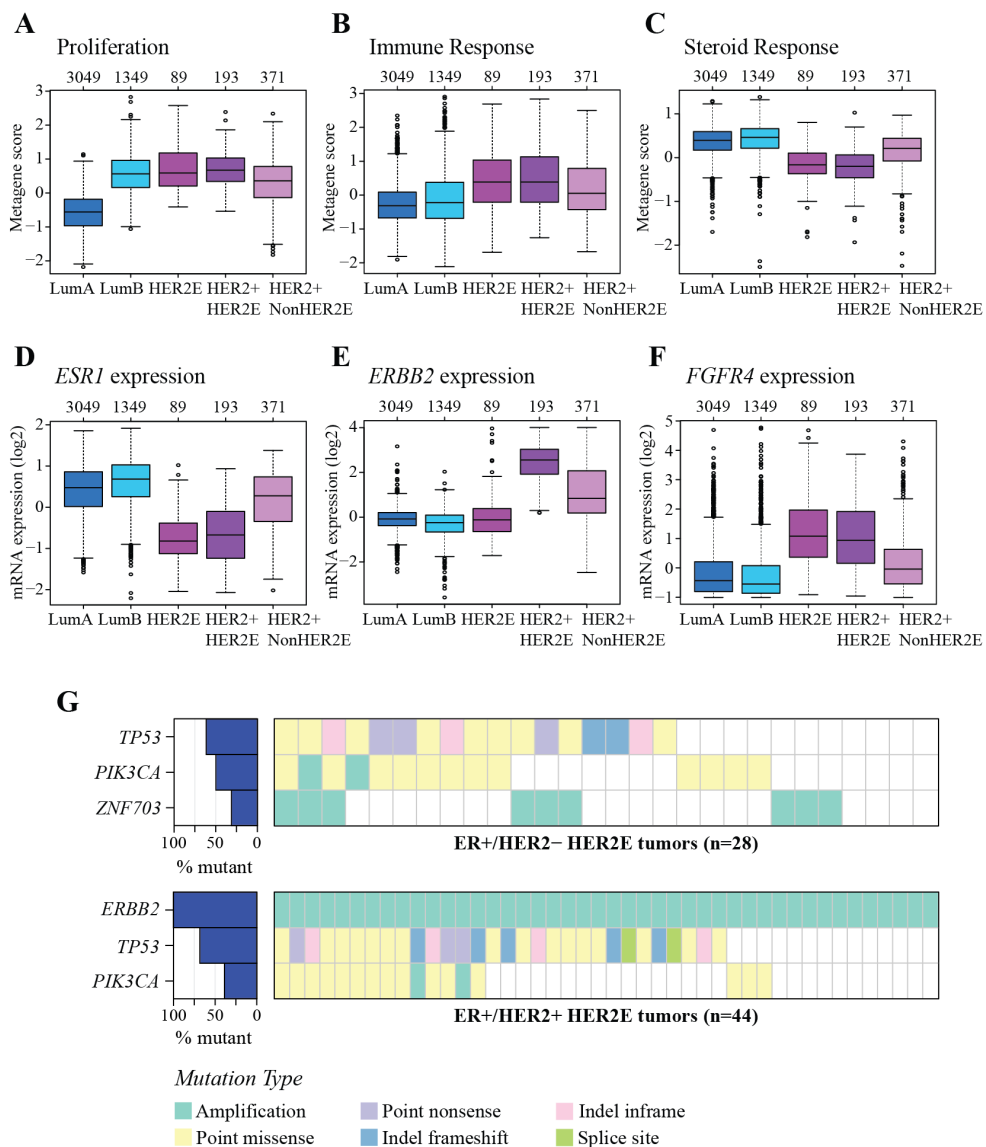 A
Proliferation
3049 1349 89 193 371
Metagene score
3
2
1
0
−1
−2
LumA LumB HER2E HER2+ HER2+
HER2E NonHER2E
B
Immune Response
3049 1349 89 193 371
Metagene score
3
2
1
0
−1
−2
LumA LumB HER2E HER2+ HER2+
HER2E NonHER2E
C
Steroid Response
3049 1349 89 193 371
Metagene score
1
0
−2
LumA LumB HER2E HER2+ HER2+
HER2E NonHER2E
D
ESR1 expression
3049 1349 89 193 371
mRNA expression (log2)
2
1
0
−1
−2
LumA LumB HER2E HER2+ HER2+
HER2E NonHER2E
E
ERBB2 expression
3049 1349 89 193 371
mRNA expression (log2)
4
2
0
−2
LumA LumB HER2E HER2+ HER2+
HER2E NonHER2E
F
FGFR4 expression
3049 1349 89 193 371
mRNA expression (log2)
5
4
3
2
1
0
−1
LumA LumB HER2E HER2+ HER2+
HER2E NonHER2E
G
TP53
PIK3CA
ZNF703
100 50 0
% mutant
ER+/HER2− HER2E tumors (n=28)
ERBB2
TP53
PIK3CA
100 50 0
% mutant
ER+/HER2+ HER2E tumors (n=44)
Mutation Type
Amplification Point nonsense Indel inframe
Point missense Indel frameshift Splice site